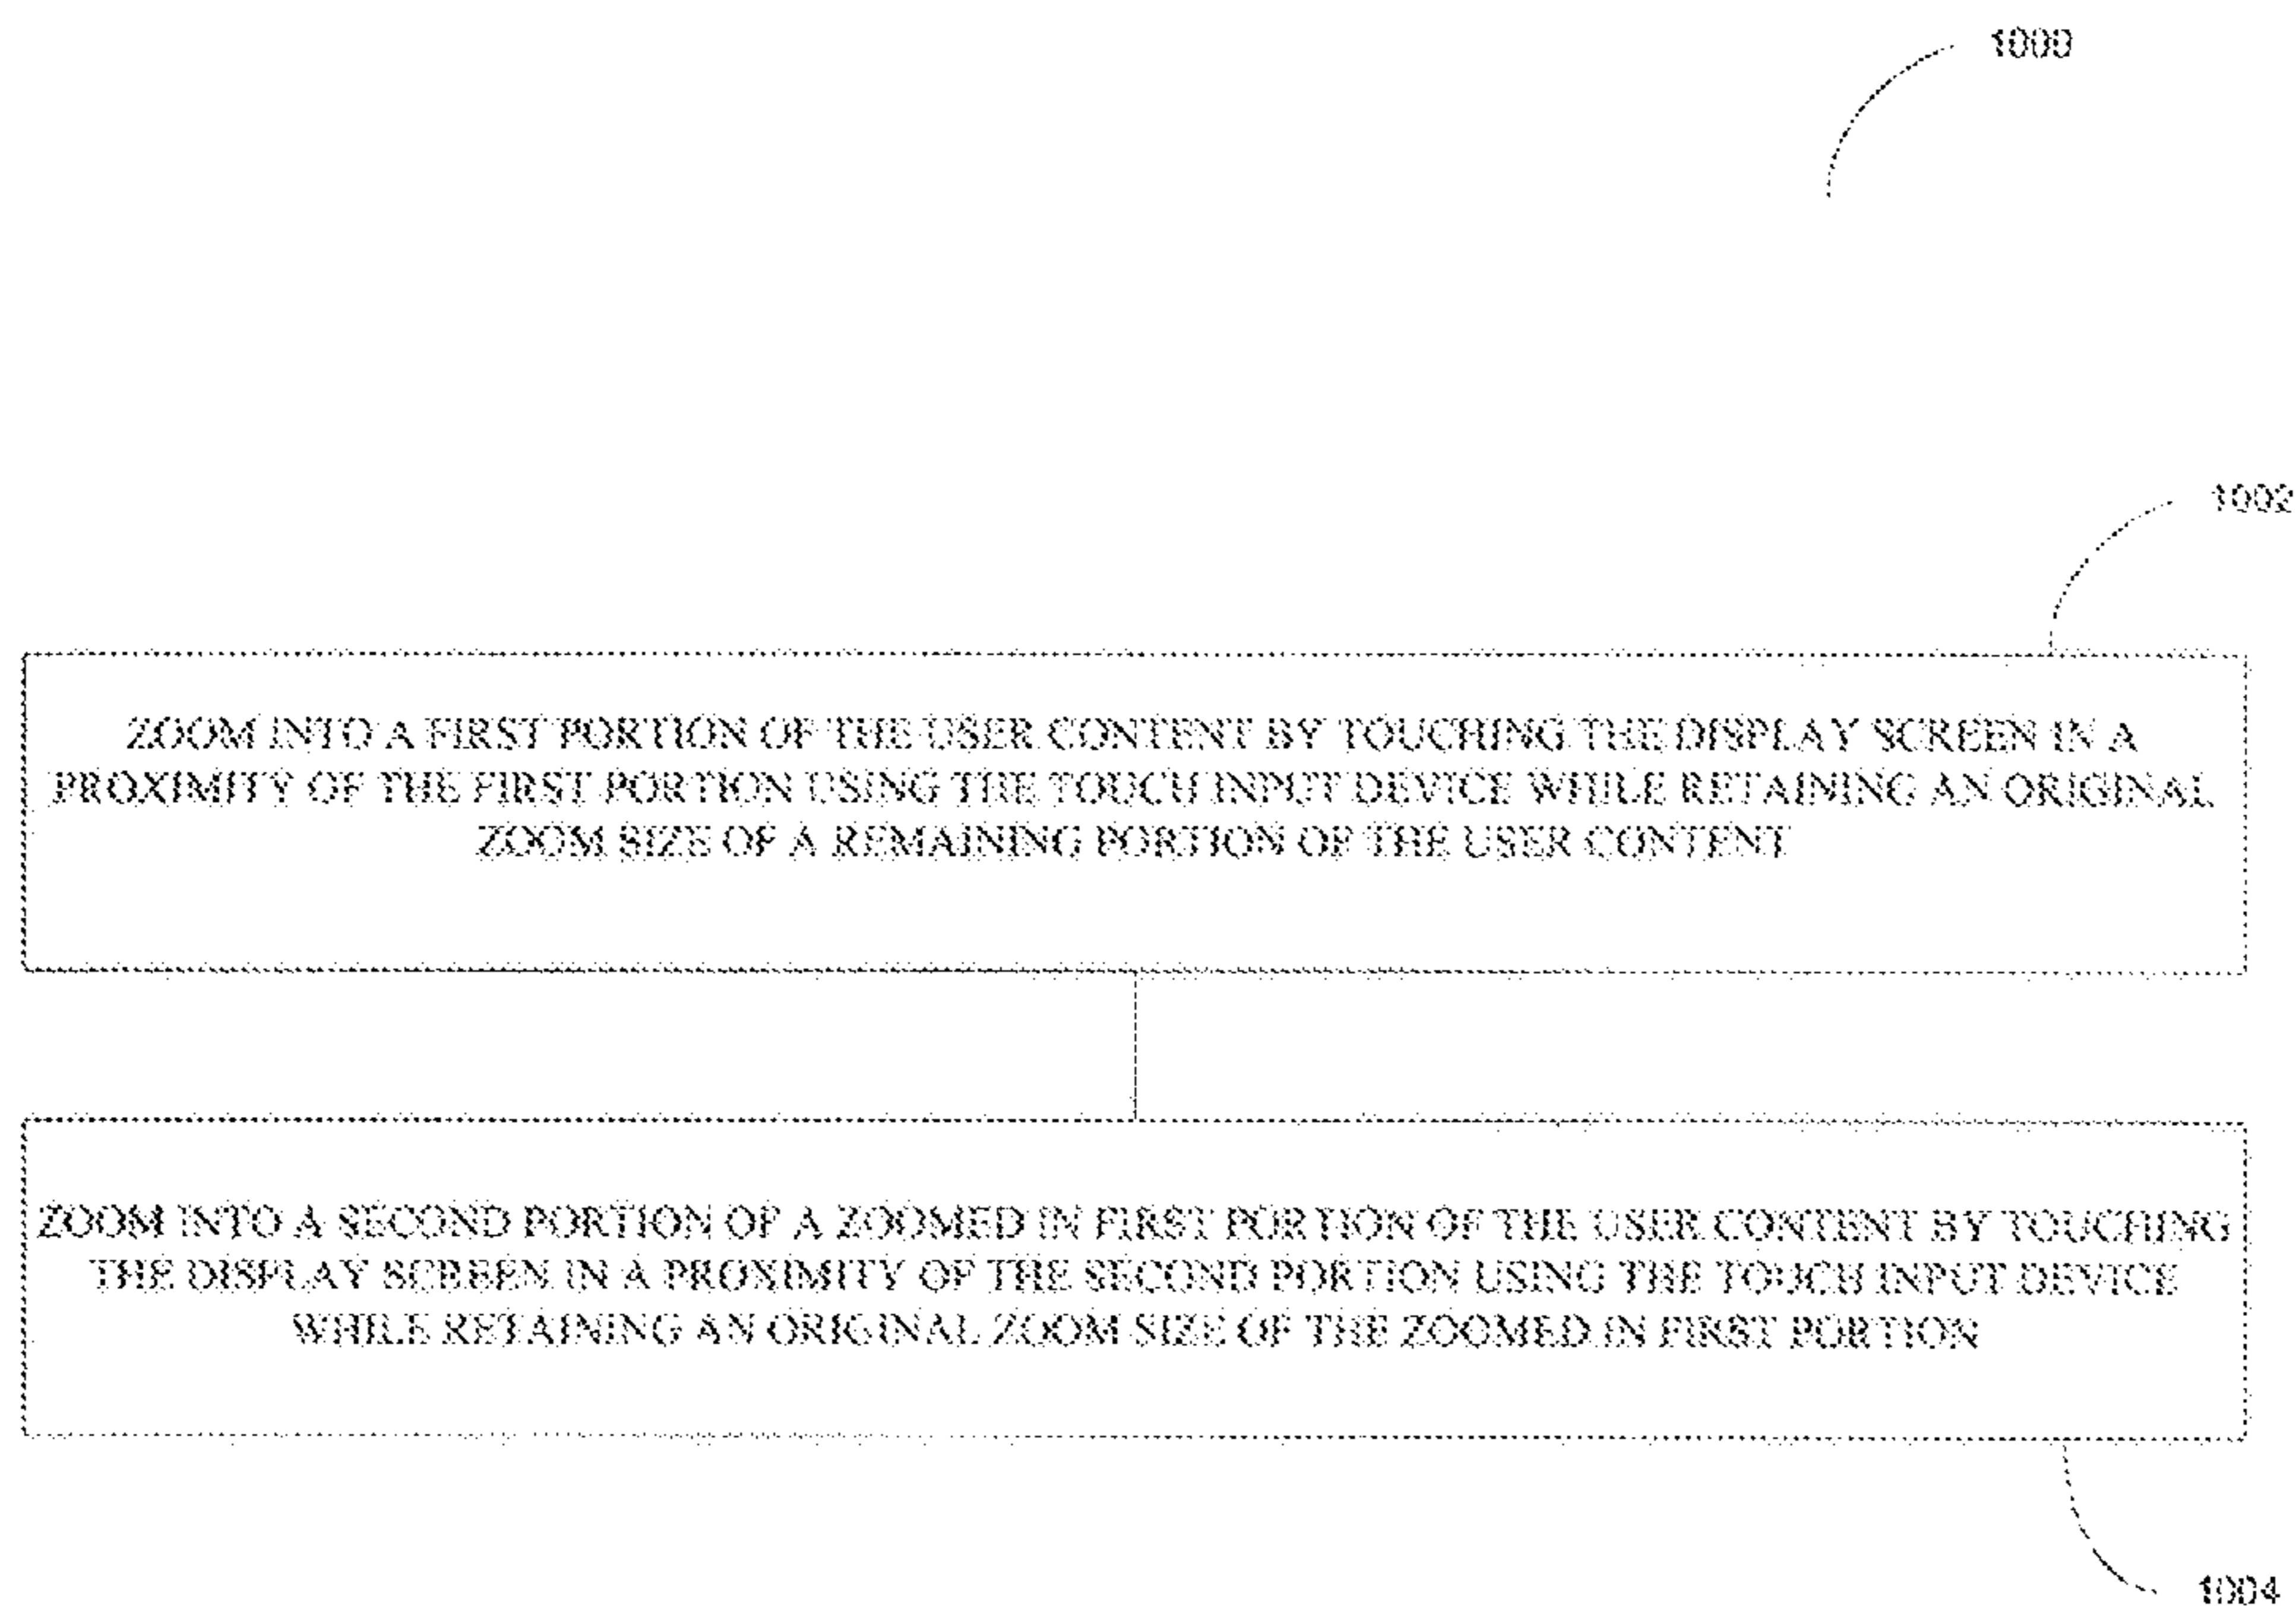 1000
1002
ZOOM INTO A FIRST PORTION OF THE USER CONTENT BY TOUCHING THE DISPLAY SCREEN IN A
PROXIMITY OF THE FIRST PORTION USING THE TOUCH INPUT DEVICE WHILE RETAINING AN ORIGINAL
ZOOM SIZE OF A REMAINING PORTION OF THE USER CONTENT
ZOOM INTO A SECOND PORTION OF A ZOOMED IN FIRST PORTION OF THE USER CONTENT BY TOUCHING
THE DISPLAY SCREEN IN A PROXIMITY OF THE SECOND PORTION USING THE TOUCH INPUT DEVICE
WHILE RETAINING AN ORIGINAL ZOOM SIZE OF THE ZOOMED IN FIRST PORTION
1004